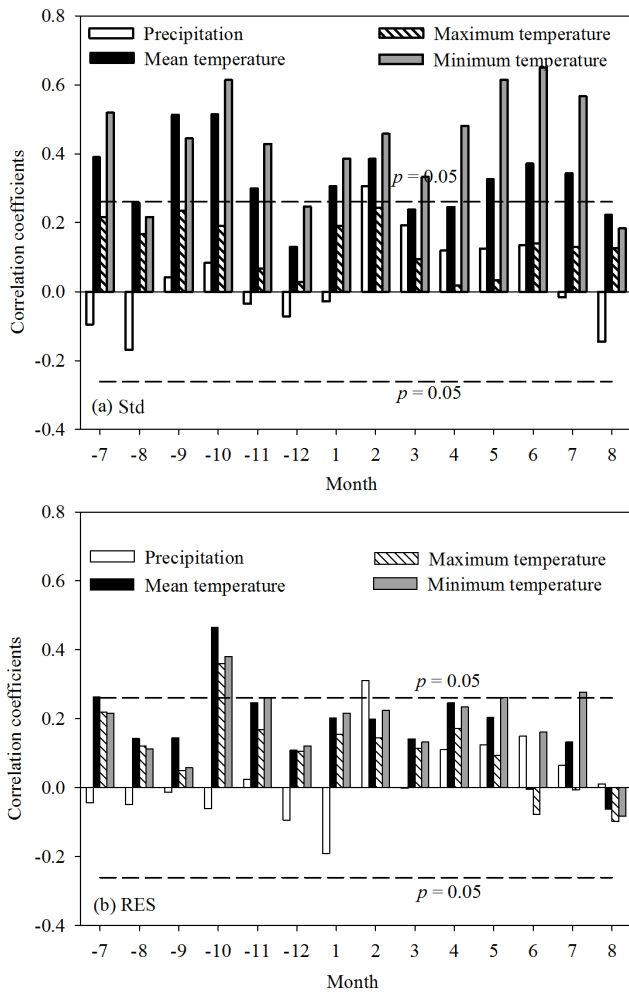 0.8
Precipitation
Maximum temperature
Mean temperature
Minimum temperature
0.6
0.4
p = 0.05
0.2
0.0
-0.2
p = 0.05
(a) Std
-0.4
Correlation coefficients
-7 -8 -9 -10 -11 -12 1 2 3 4 5 6 7 8
Month
0.8
Precipitation
Maximum temperature
Mean temperature
Minimum temperature
0.6
0.4
p = 0.05
0.2
0.0
-0.2
p = 0.05
(b) RES
-0.4
Correlation coefficients
-7 -8 -9 -10 -11 -12 1 2 3 4 5 6 7 8
Month